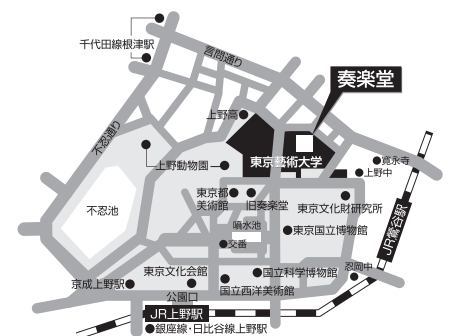 千代田線根津駅
言問通り
奏楽堂
不忍通り
上野高
東京藝術大学
寛永寺
上野中
上野動物園
東京都
美術館
旧奏楽堂
東京文化財研究所
不忍池
噴水池
東京国立博物館
JR鶯谷駅
交番
忍岡中
東京文化会館
国立科学博物館
京成上野駅
公園口
国立西洋美術館
JR上野駅
銀座線・日比谷線上野駅